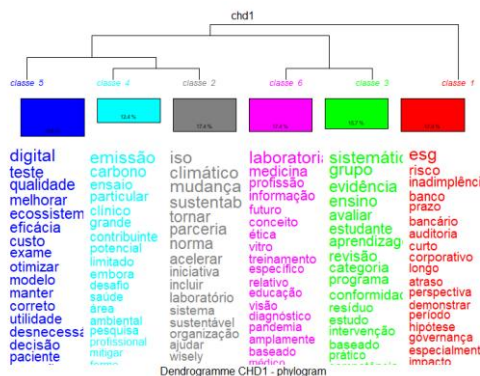 chd1
classe 5
classe 4
classe 2
classe 6
classe 3
classe 1
digital
teste
qualidade
melhorar
ecossistem
eficácia
custo
exame
otimizar
modelo
manter
correto
utilidade
desnecessá
decisão
paciente
emissão
carbono
ensaio
particular
clínico
grande
contribuinte
potencial
limitado
embora
desafio
saúde
área
ambiental
pesquisa
profissional
mitigar
iso
climático
mudança
sustentab
tornar
parceria
norma
acelerar
iniciativa
incluir
laboratório
sistema
sustentável
organização
ajudar
wisely
laboratoria
medicina
profissão
informação
futuro
conceito
ética
vitro
treinamento
específico
relativo
educação
visão
diagnóstico
pandemia
amplamente
baseado
médico
sistemátic
grupo
evidência
ensino
avaliar
estudante
aprendizag
revisão
categoria
programa
conformidad
resíduo
estudo
intervenção
baseado
prático
esg
risco
inadimplênc
banco
prazo
bancário
auditoria
curto
corporativo
longo
atraso
perspectiva
demonstrar
período
hipótese
governança
especialment
impacto
Dendrogramme CHD1 - phylogram